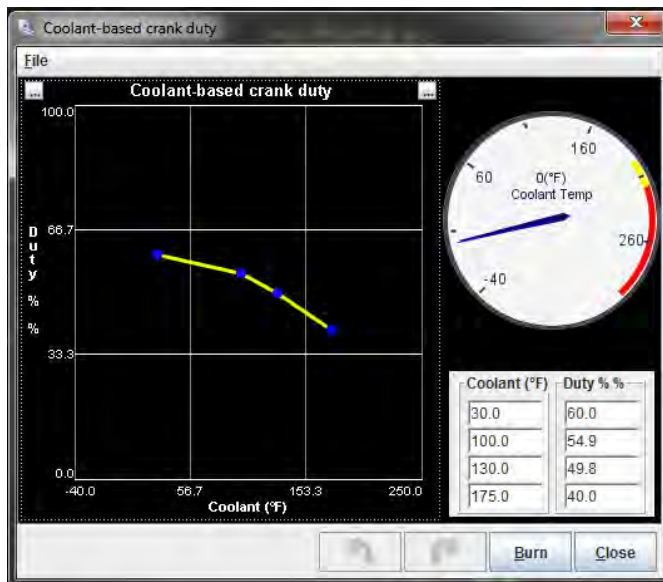 Coolant-based crank duty
File
... Coolant-based crank duty ...
100.0
66.7
Duty % %
33.3
0.0
-40.0 56.7 153.3 250.0
Coolant (°F)
160
60
0(°F)
Coolant Temp
260
-40
Coolant (°F) Duty % %
30.0 60.0
100.0 54.9
130.0 49.8
175.0 40.0
Burn Close